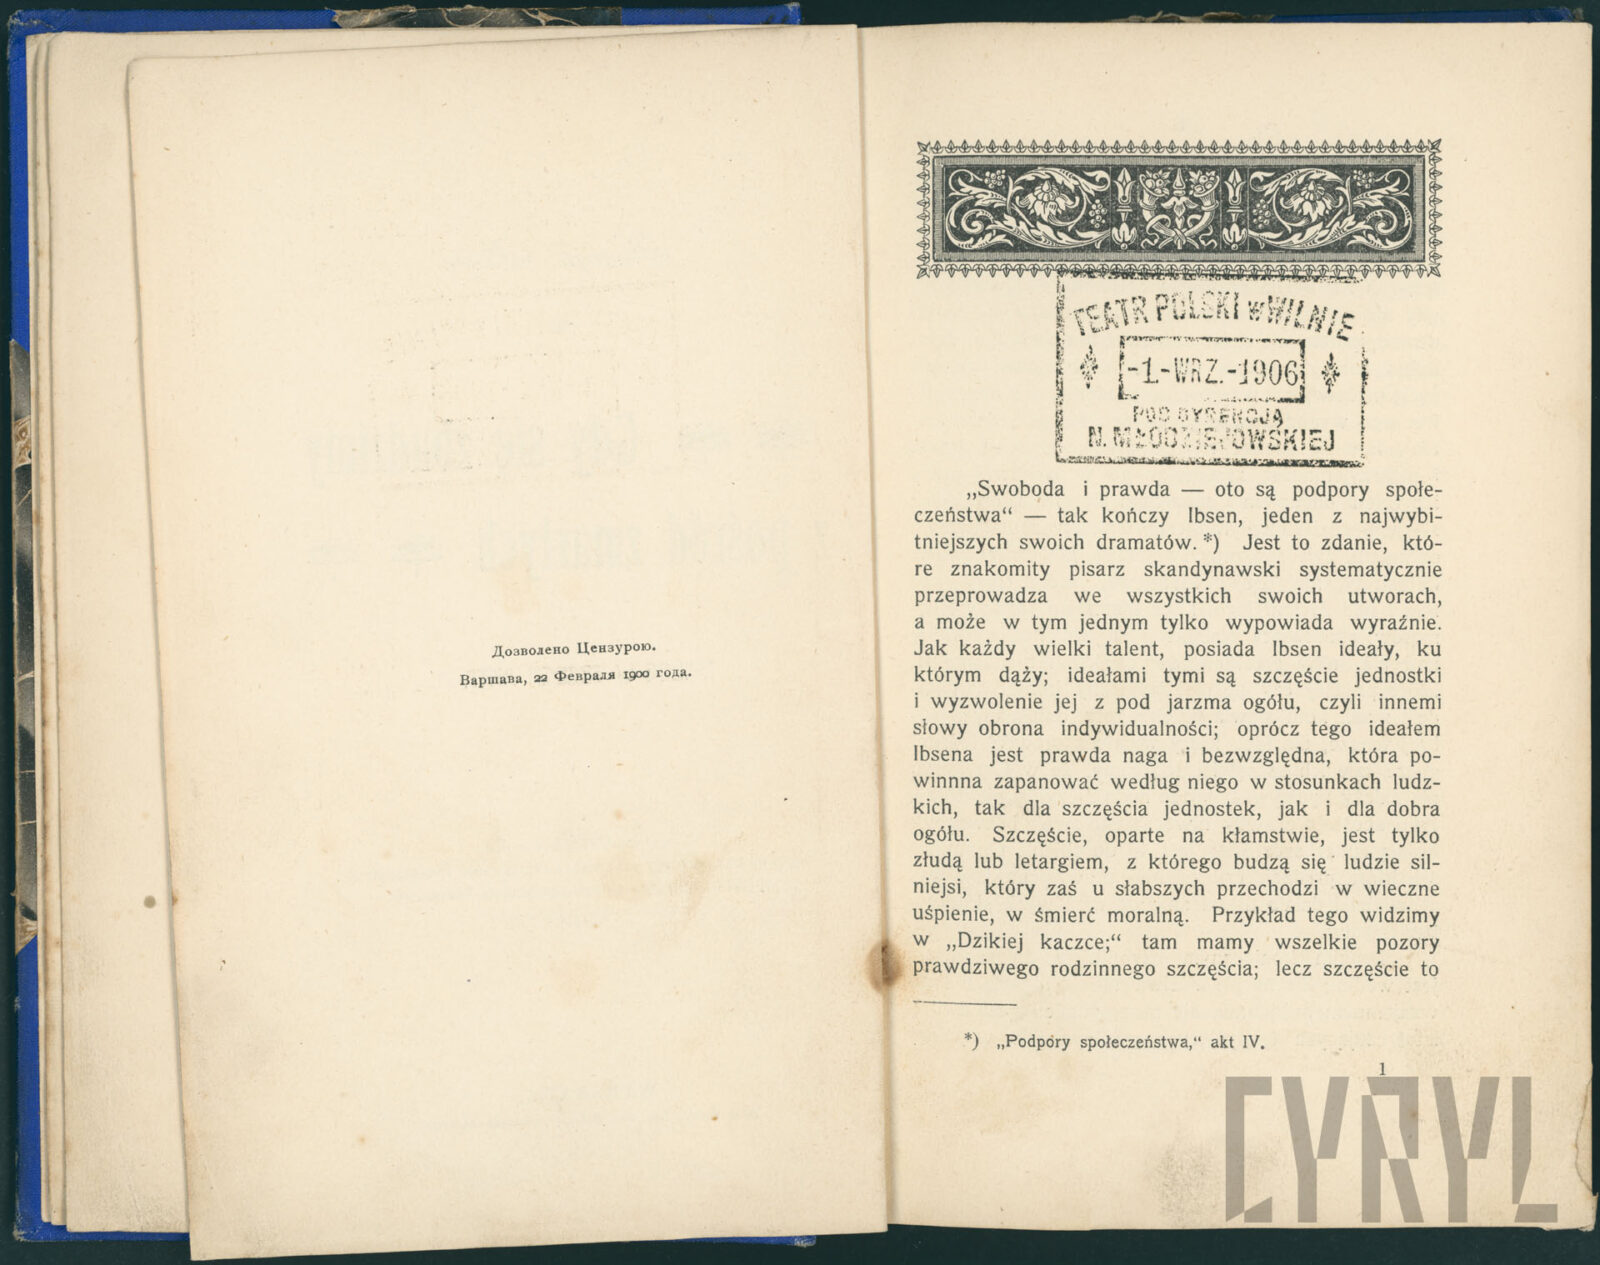 Дозволено Цензурою.
Варшава, 22 Февраля 1900 года.
TEATR POLSKI w WILNIE
-1.-WRZ.-1906
POD DYREKCJĄ
N. MŁODZIEJOWSKIEJ
„Swoboda i prawda — oto są podpory społe-
czeństwa“ — tak kończy Ibsen, jeden z najwybi-
tniejszych swoich dramatów. *) Jest to zdanie, któ-
re znakomity pisarz skandynawski systematycznie
przeprowadza we wszystkich swoich utworach,
a może w tym jednym tylko wypowiada wyraźnie.
Jak każdy wielki talent, posiada Ibsen ideały, ku
którym dąży; ideałami tymi są szczęście jednostki
i wyzwolenie jej z pod jarzma ogółu, czyli innemi
słowy obrona indywidualności; oprócz tego ideałem
Ibsena jest prawda naga i bezwzględna, która po-
winnna zapanować według niego w stosunkach ludz-
kich, tak dla szczęścia jednostek, jak i dla dobra
ogółu. Szczęście, oparte na kłamstwie, jest tylko
złudą lub letargiem, z którego budzą się ludzie sil-
niejsi, który zaś u słabszych przechodzi w wieczne
uśpienie, w śmierć moralną. Przykład tego widzimy
w „Dzikiej kaczce;“ tam mamy wszelkie pozory
prawdziwego rodzinnego szczęścia; lecz szczęście to
*) „Podpory społeczeństwa,“ akt IV.
1
CYRYL